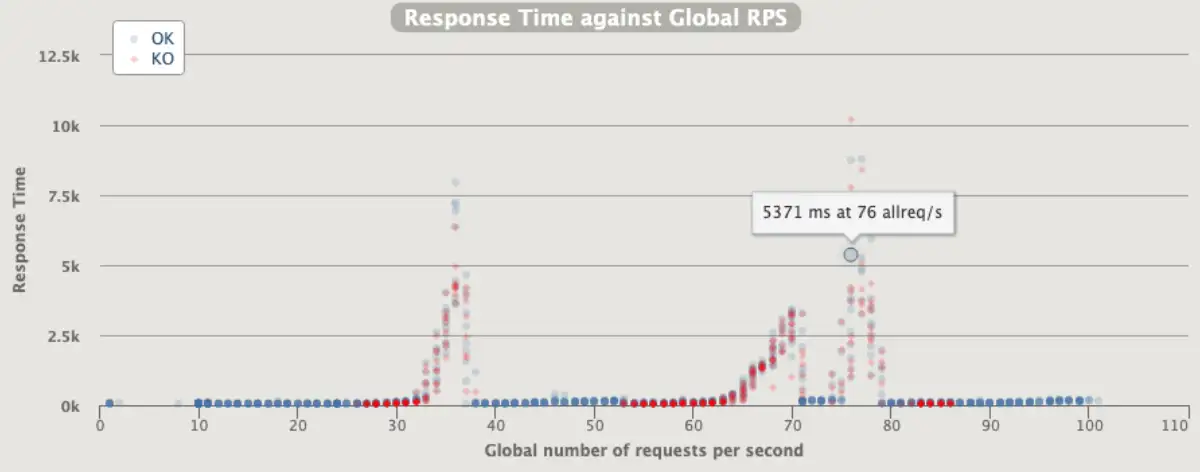 Response Time against Global RPS
OK
KO
12.5k
10k
7.5k
5k
2.5k
0k
Response Time
5371 ms at 76 allreq/s
0 10 20 30 40 50 60 70 80 90 100 110
Global number of requests per second